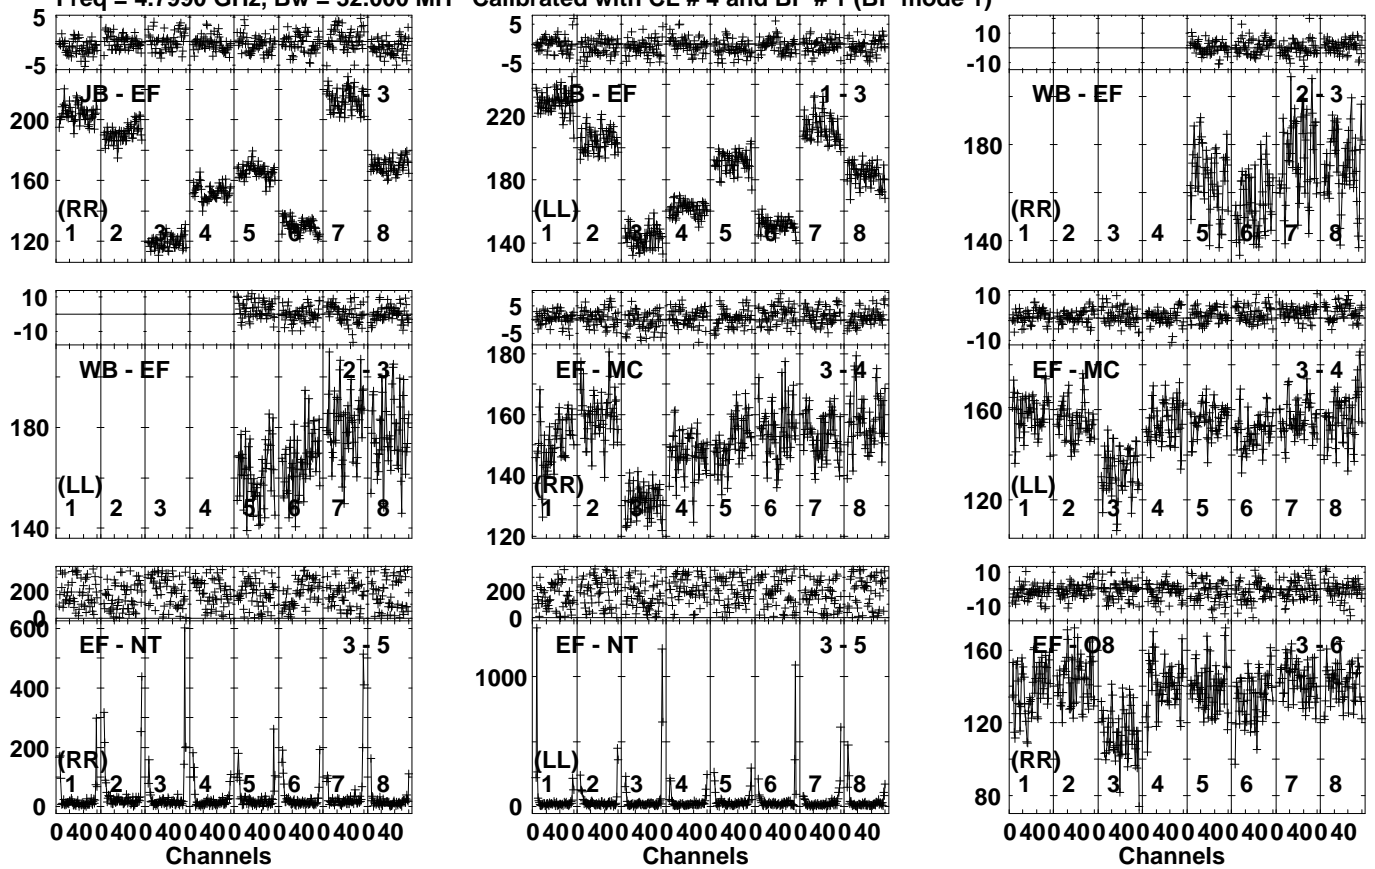 Freq = 4.7990 GHz, Bw = 32.000 MH Calibrated with CL # 4 and BP # 1 (BP mode 1)
5
-5
JB - EF - 3
200
160
120
(RR)
1 2 3 4 5 6 7 8
5
-5
JB - EF 1 - 3
220
180
140
(LL)
1 2 3 4 5 6 7 8
10
-10
WB - EF 2 - 3
180
140
(RR)
1 2 3 4 5 6 7 8
10
-10
WB - EF 2 - 3
180
140
(LL)
1 2 3 4 5 6 7 8
5
-5
EF - MC 3 - 4
180
160
140
120
(RR)
1 2 3 4 5 6 7 8
10
-10
EF - MC 3 - 4
160
120
(LL)
1 2 3 4 5 6 7 8
200
0
EF - NT 3 - 5
600
400
200
0
(RR)
1 2 3 4 5 6 7 8
200
0
EF - NT 3 - 5
1000
0
(LL)
1 2 3 4 5 6 7 8
10
-10
EF - O8 3 - 6
160
120
80
(RR)
1 2 3 4 5 6 7 8
0 40 0 40 0 40 0 40 0 40 0 40 0 40 0 40
Channels
0 40 0 40 0 40 0 40 0 40 0 40 0 40 0 40
Channels
0 40 0 40 0 40 0 40 0 40 0 40 0 40 0 40
Channels